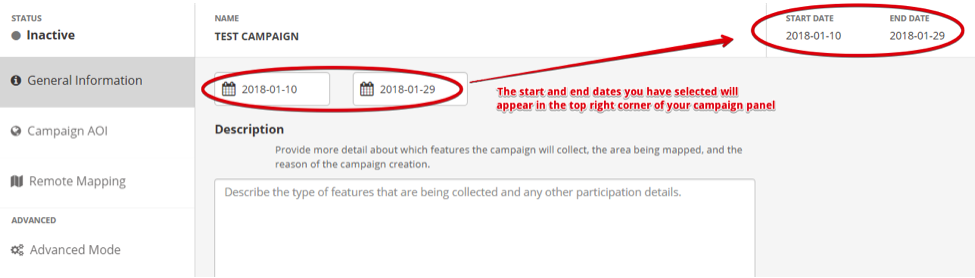 STATUS
Inactive
NAME
TEST CAMPAIGN
START DATE
END DATE
2018-01-10
2018-01-29
General Information
Campaign AOI
Remote Mapping
ADVANCED
Advanced Mode
2018-01-10
2018-01-29
The start and end dates you have selected will
appear in the top right corner of your campaign panel
Description
Provide more detail about which features the campaign will collect, the area being mapped, and the
reason of the campaign creation.
Describe the type of features that are being collected and any other participation details.